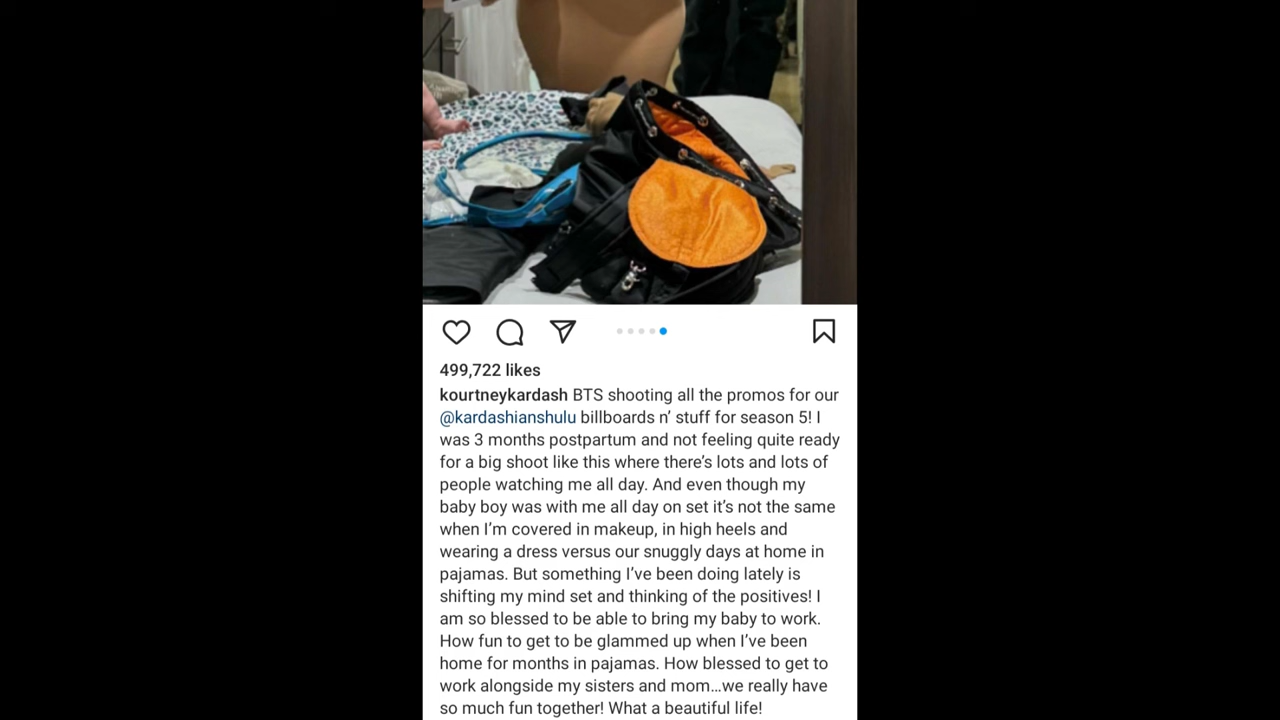 499,722 likes
kourtneykardash BTS shooting all the promos for our
@kardashianshulu billboards n’ stuff for season 5! I
was 3 months postpartum and not feeling quite ready
for a big shoot like this where there’s lots and lots of
people watching me all day. And even though my
baby boy was with me all day on set it’s not the same
when I’m covered in makeup, in high heels and
wearing a dress versus our snuggly days at home in
pajamas. But something I’ve been doing lately is
shifting my mind set and thinking of the positives! I
am so blessed to be able to bring my baby to work.
How fun to get to be glammed up when I’ve been
home for months in pajamas. How blessed to get to
work alongside my sisters and mom…we really have
so much fun together! What a beautiful life!